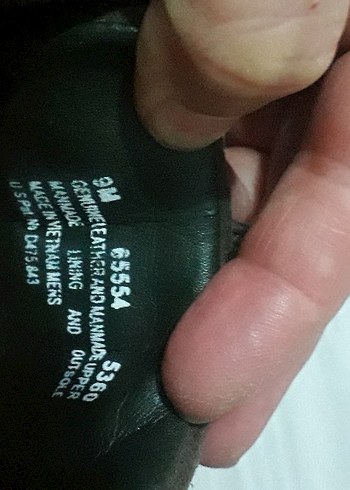 9M 65554 5360
GENUINE LEATHER AND MANMADE UPPER
MANMADE LINING AND OUTSOLE
MADE IN VIETNAM MENS
U S Pat. No D475,843